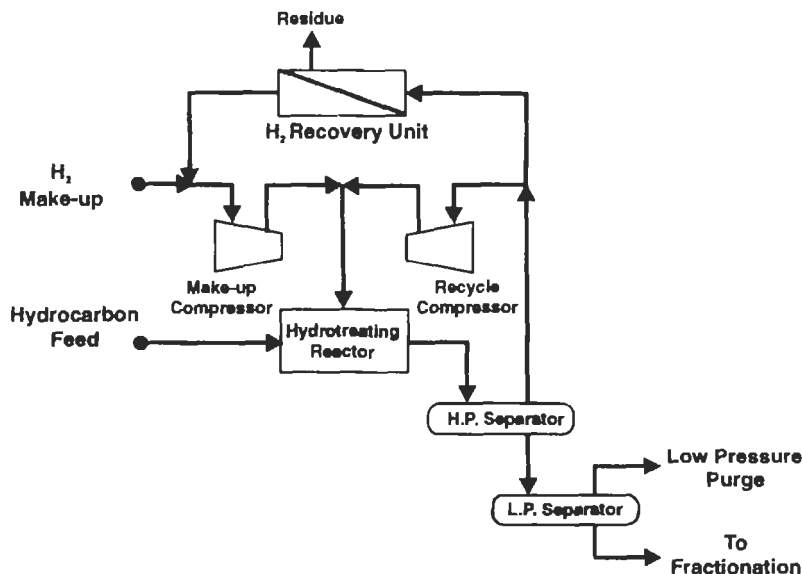 Residue
H₂ Recovery Unit
H₂
Make-up
Make-up
Compressor
Recycle
Compressor
Hydrocarbon
Feed
Hydrotreating
Reactor
H.P. Separator
Low Pressure
Purge
L.P. Separator
To
Fractionation